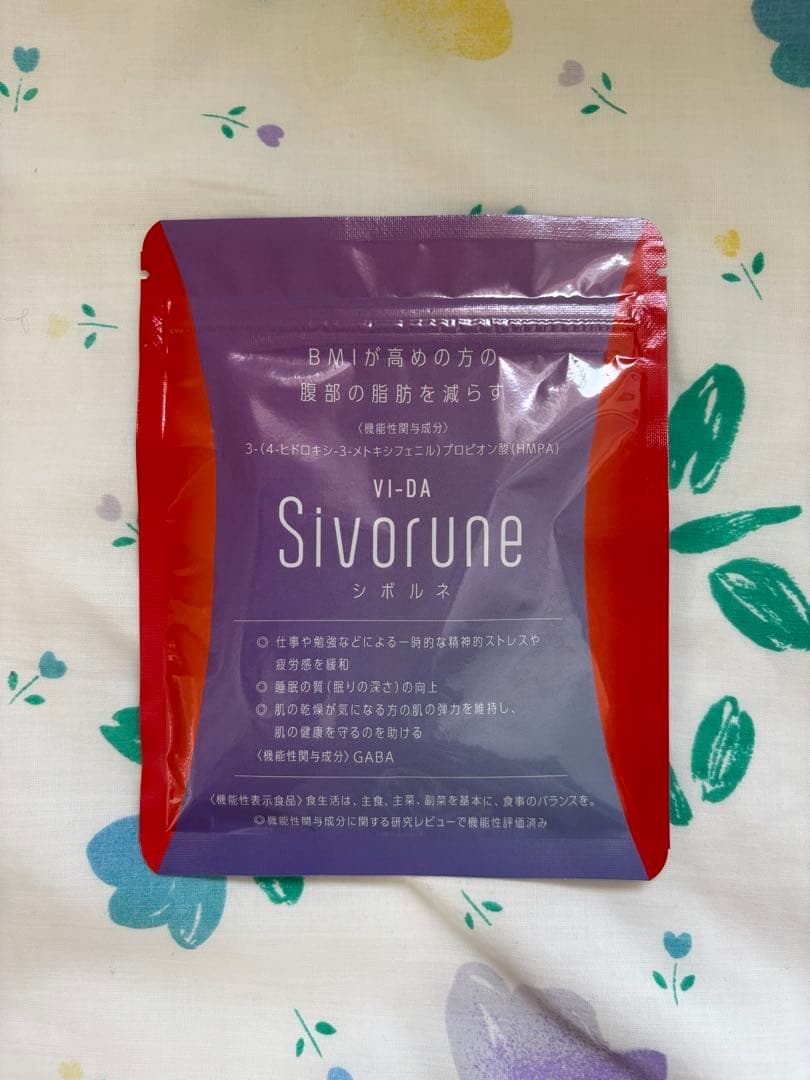 BMIが高めの方の
腹部の脂肪を減らす
〈機能性関与成分〉
3-(4-ヒドロキシ-3-メトキシフェニル)プロピオン酸(HMPA)
VI-DA
Sivorune
シボルネ
◎ 仕事や勉強などによる一時的な精神的ストレスや
疲労感を緩和
◎ 睡眠の質(眠りの深さ)の向上
◎ 肌の乾燥が気になる方の肌の弾力を維持し、
肌の健康を守るのを助ける
〈機能性関与成分〉GABA
〈機能性表示食品〉食生活は、主食、主菜、副菜を基本に、食事のバランスを。
◎機能性関与成分に関する研究レビューで機能性評価済み